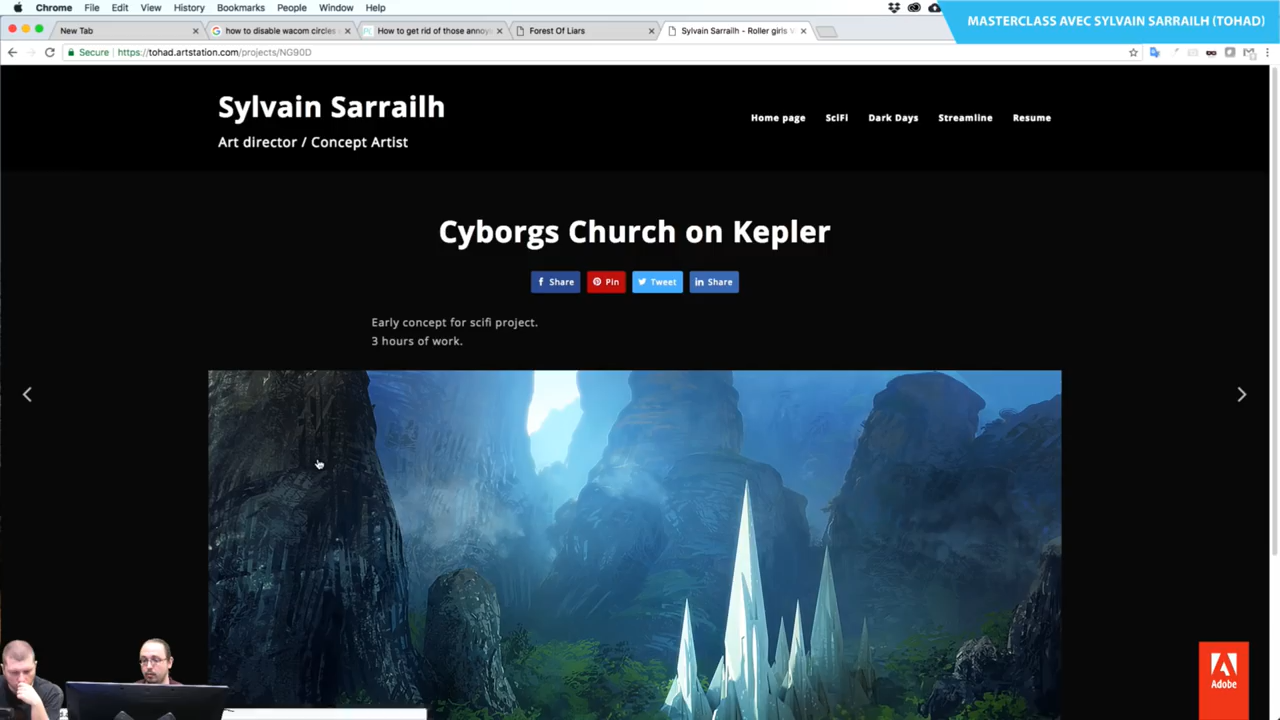 Chrome File Edit View History Bookmarks People Window Help
MASTERCLASS AVEC SYLVAIN SARRAILH (TOHAD)
New Tab
how to disable wacom circles
How to get rid of those annoy
Forest Of Liars
Sylvain Sarrailh - Roller girls
Secure https://tohad.artstation.com/projects/NG90D
Sylvain Sarrailh
Art director / Concept Artist
Home page SciFi Dark Days Streamline Resume
Cyborgs Church on Kepler
Share Pin Tweet Share
Early concept for scifi project.
3 hours of work.
Adobe